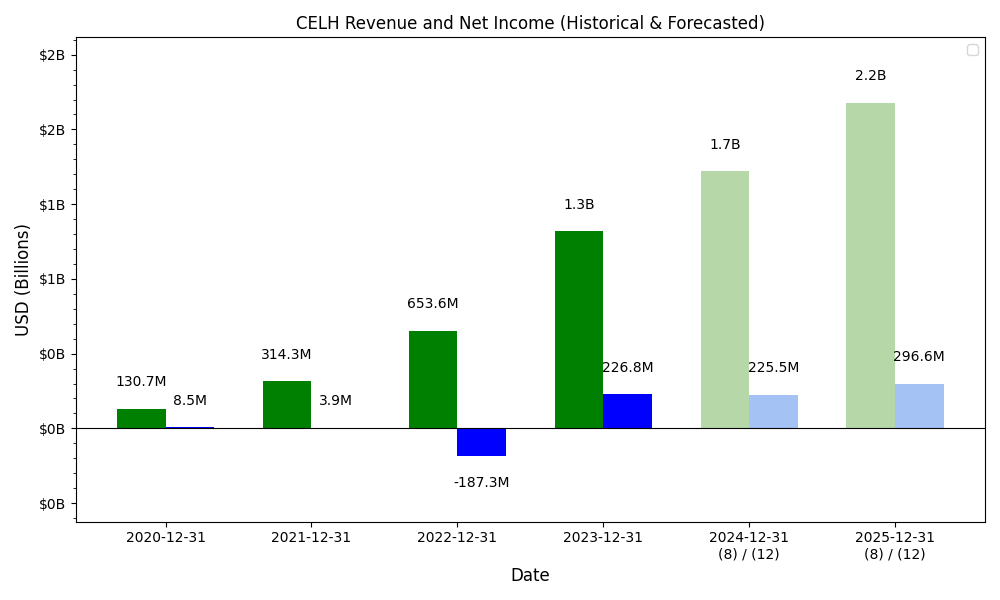 CELH Revenue and Net Income (Historical & Forecasted)
USD (Billions)
$2B
$2B
$1B
$1B
$0B
$0B
$0B
130.7M
8.5M
314.3M
3.9M
653.6M
-187.3M
1.3B
226.8M
1.7B
225.5M
2.2B
296.6M
2020-12-31
2021-12-31
2022-12-31
2023-12-31
2024-12-31
(8) / (12)
2025-12-31
(8) / (12)
Date